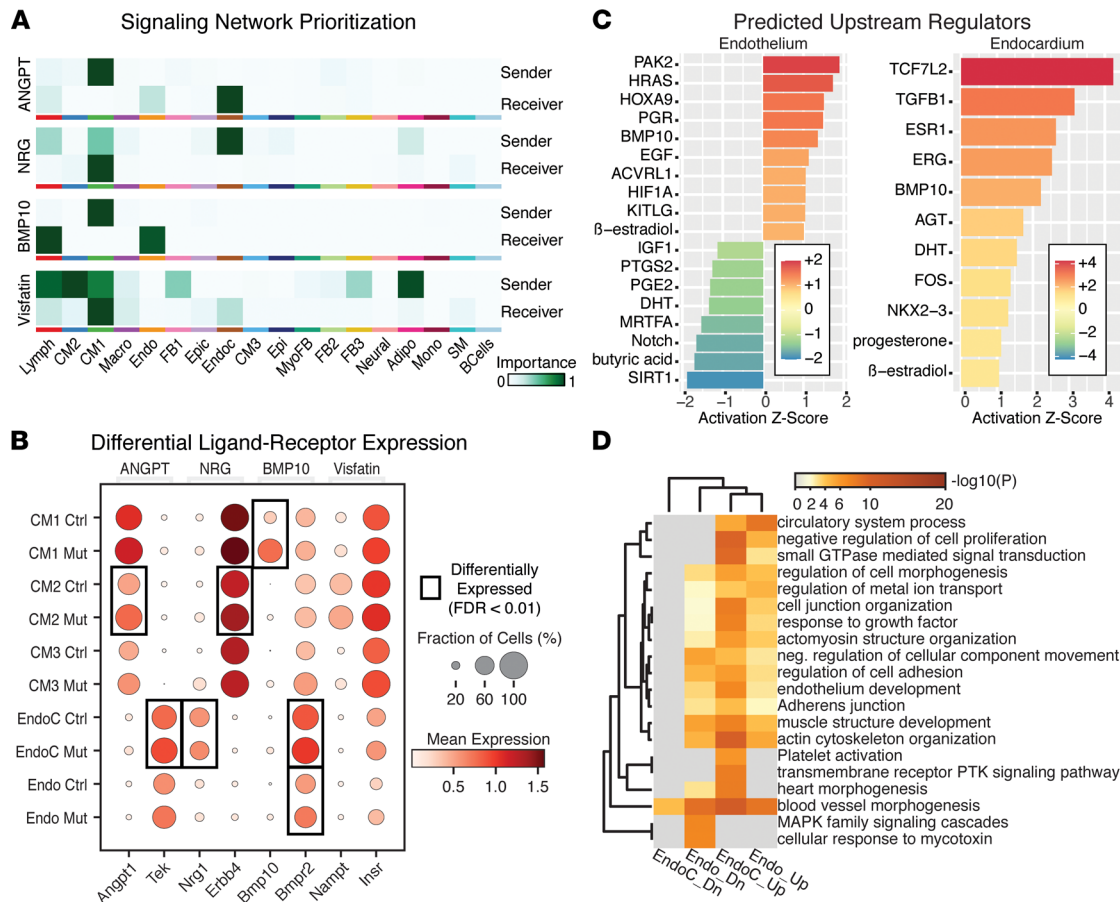 A
Signaling Network Prioritization
ANGPT
Sender
Receiver
NRG
Sender
Receiver
BMP10
Sender
Receiver
Visfatin
Sender
Receiver
Lymph CM2 CM1 Macro Endo FB1 Epic Endoc CM3 Epi MyoFB FB2 FB3 Neural Adipo Mono SM BCells
Importance
0 1
B
Differential Ligand-Receptor Expression
ANGPT NRG BMP10 Visfatin
CM1 Ctrl
CM1 Mut
CM2 Ctrl
CM2 Mut
CM3 Ctrl
CM3 Mut
EndoC Ctrl
EndoC Mut
Endo Ctrl
Endo Mut
Angpt1 Tek Nrg1 Erbb4 Bmp10 Bmpr2 Nampt Insr
Differentially
Expressed
(FDR < 0.01)
Fraction of Cells (%)
20 60 100
Mean Expression
0.5 1.0 1.5
C
Predicted Upstream Regulators
Endothelium
PAK2
HRAS
HOXA9
PGR
BMP10
EGF
ACVRL1
HIF1A
KITLG
ß-estradiol
IGF1
PTGS2
PGE2
DHT
MRTFA
Notch
butyric acid
SIRT1
+2
+1
0
−1
−2
−2 −1 0 1 2
Activation Z-Score
Endocardium
TCF7L2
TGFB1
ESR1
ERG
BMP10
AGT
DHT
FOS
NKX2−3
progesterone
ß-estradiol
+4
+2
0
−2
−4
0 1 2 3 4
Activation Z-Score
D
-log10(P)
0 2 4 6 10 20
circulatory system process
negative regulation of cell proliferation
small GTPase mediated signal transduction
regulation of cell morphogenesis
regulation of metal ion transport
cell junction organization
response to growth factor
actomyosin structure organization
neg. regulation of cellular component movement
regulation of cell adhesion
endothelium development
Adherens junction
muscle structure development
actin cytoskeleton organization
Platelet activation
transmembrane receptor PTK signaling pathway
heart morphogenesis
blood vessel morphogenesis
MAPK family signaling cascades
cellular response to mycotoxin
EndoC_Dn Endo_Dn EndoC_Up Endo_Up